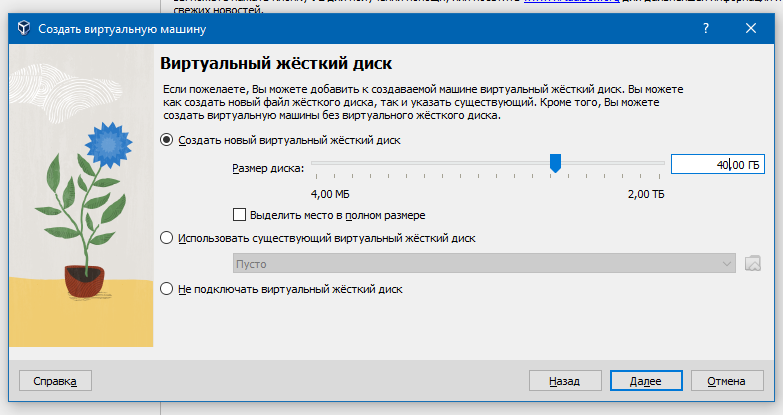 свежих новостей.
Создать виртуальную машину
?
Виртуальный жёсткий диск
Если пожелаете, Вы можете добавить к создаваемой машине виртуальный жёсткий диск. Вы можете
как создать новый файл жёсткого диска, так и указать существующий. Кроме того, Вы можете
создать виртуальную машины без виртуального жёсткого диска.
Создать новый виртуальный жёсткий диск
Размер диска:
40,00 ГБ
4,00 МБ
2,00 ТБ
Выделить место в полном размере
Использовать существующий виртуальный жёсткий диск
Пусто
Не подключать виртуальный жёсткий диск
Справка
Назад
Далее
Отмена